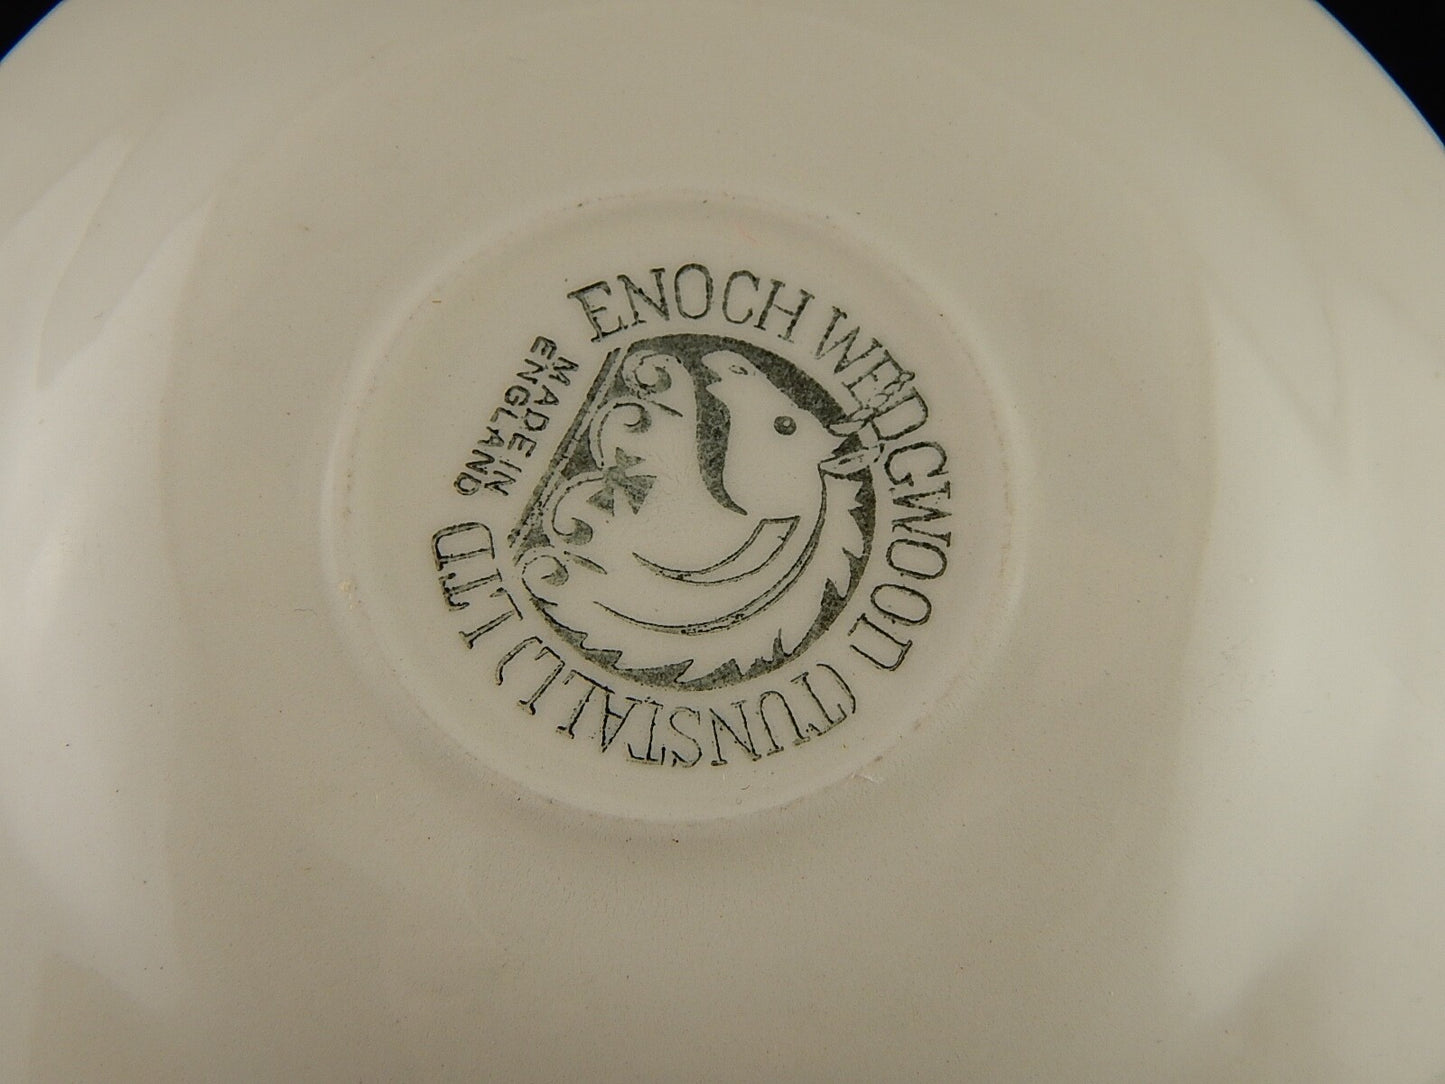 ENOCH WEDGWOOD (TUNSTALL) LTD
MADE IN
ENGLAND